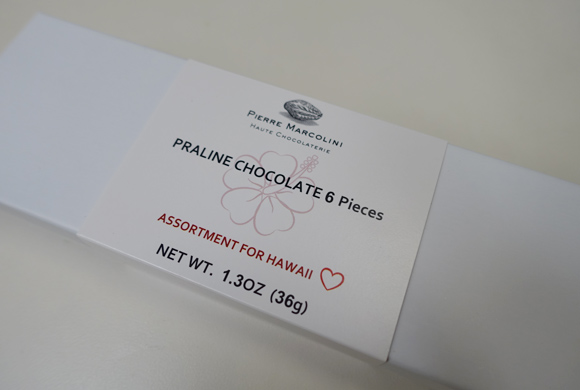 PIERRE MARCOLINI
HAUTE CHOCOLATERIE
PRALINE CHOCOLATE 6 Pieces
ASSORTMENT FOR HAWAII
NET WT. 1.3OZ (36g)